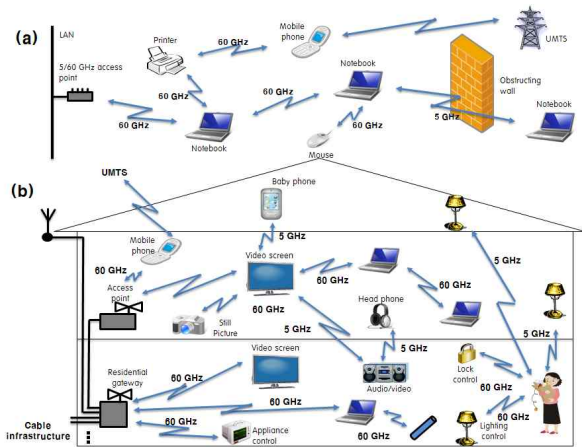 (a)
LAN
5/60 GHz access
point
Printer
60 GHz
Mobile
phone
UMTS
60 GHz
60 GHz
60 GHz
Notebook
Notebook
60 GHz
Mouse
5 GHz
Obstructing
wall
Notebook
(b)
UMTS
Baby phone
5 GHz
Mobile
phone
60 GHz
Access
point
Video screen
60 GHz
60 GHz
Still
Picture
5 GHz
60 GHz
Head phone
5 GHz
5 GHz
5 GHz
Residential
gateway
Video screen
60 GHz
60 GHz
60 GHz
Appliance
control
Audio/video
60 GHz
Lock
control
60 GHz
60 GHz
Lighting
control
Cable
infrastructure